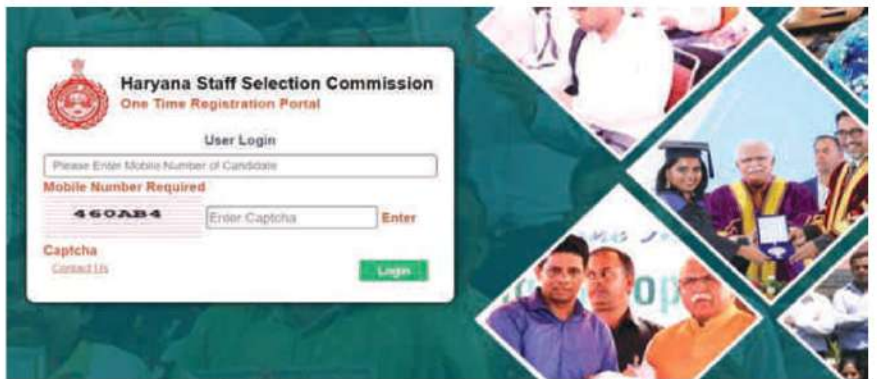 Haryana Staff Selection Commission
One Time Registration Portal
User Login
Please Enter Mobile Number of Candidate
Mobile Number Required
460AB4
Enter Captcha
Enter
Captcha
Contact Us
Login
op